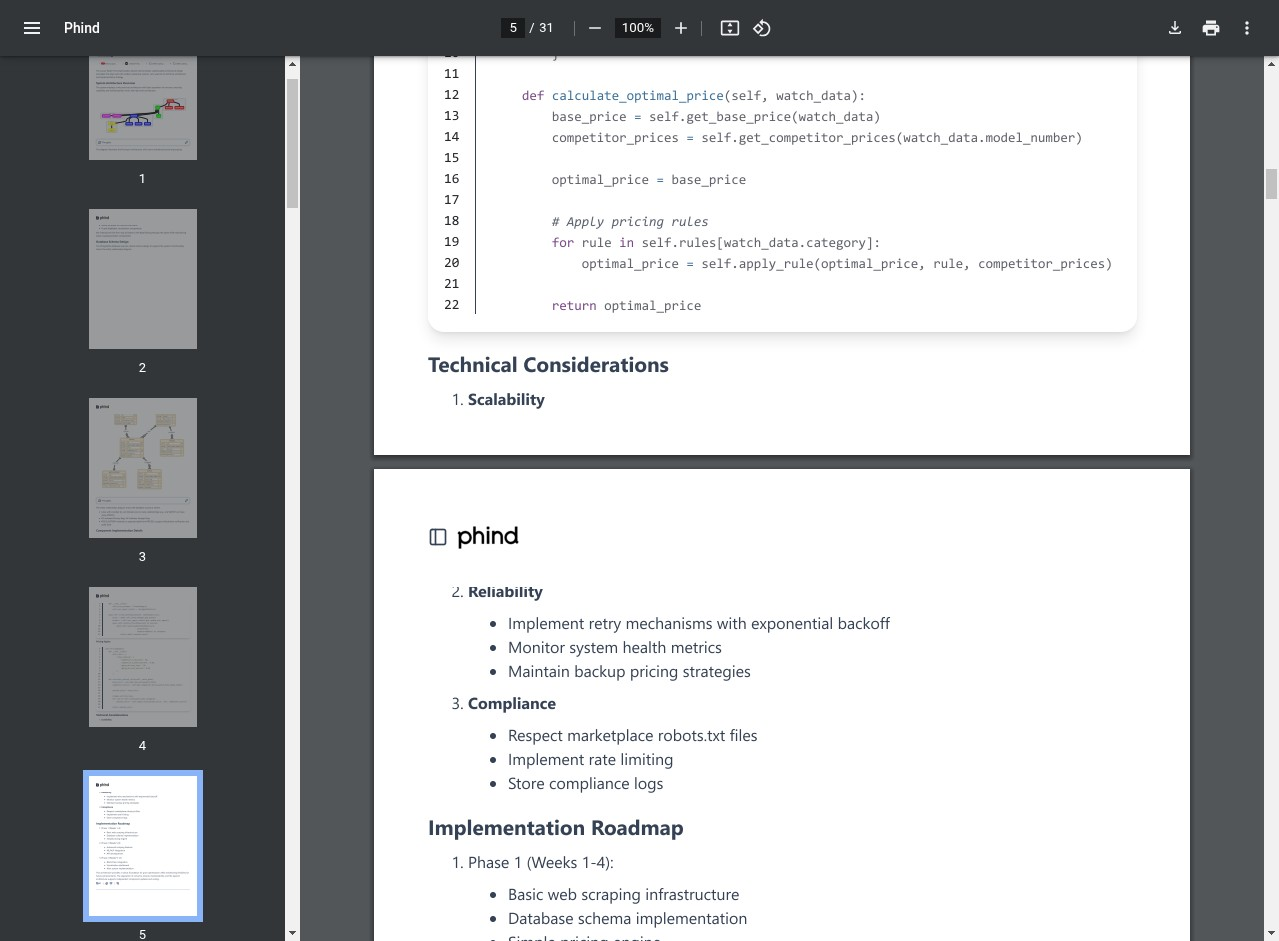 Phind
5 / 31
100%
1
2
3
4
5
11
12 def calculate_optimal_price(self, watch_data):
13 base_price = self.get_base_price(watch_data)
14 competitor_prices = self.get_competitor_prices(watch_data.model_number)
15
16 optimal_price = base_price
17
18 # Apply pricing rules
19 for rule in self.rules[watch_data.category]:
20 optimal_price = self.apply_rule(optimal_price, rule, competitor_prices)
21
22 return optimal_price
Technical Considerations
1. Scalability
phind
2. Reliability
• Implement retry mechanisms with exponential backoff
• Monitor system health metrics
• Maintain backup pricing strategies
3. Compliance
• Respect marketplace robots.txt files
• Implement rate limiting
• Store compliance logs
Implementation Roadmap
1. Phase 1 (Weeks 1-4):
• Basic web scraping infrastructure
• Database schema implementation
• Simple pricing engine